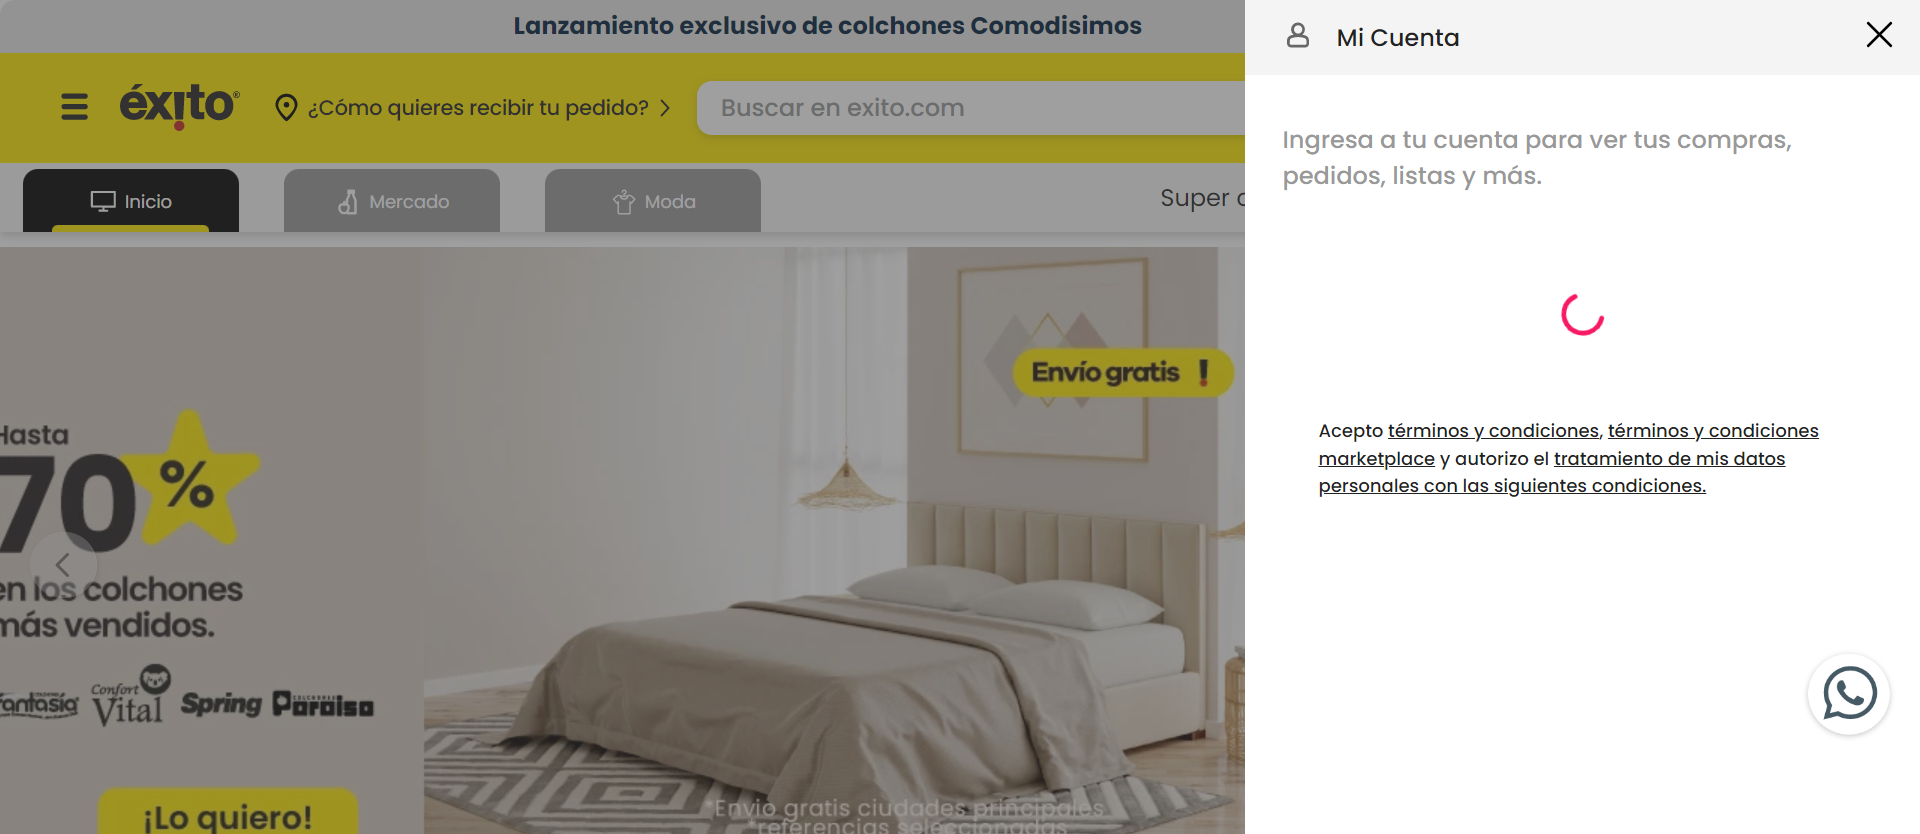 Lanzamiento exclusivo de colchones Comodisimos
éxito
¿Cómo quieres recibir tu pedido?
Buscar en exito.com
Inicio
Mercado
Moda
Super
Mi Cuenta
Ingresa a tu cuenta para ver tus compras,
pedidos, listas y más.
Acepto términos y condiciones, términos y condiciones
marketplace y autorizo el tratamiento de mis datos
personales con las siguientes condiciones.
Envío gratis !
Hasta
70 %
en los colchones
más vendidos.
fantasía
Confort
Vital
Spring
COLCHONES
Paraiso
¡Lo quiero!
*Envio gratis ciudades principales
*referencias seleccionadas